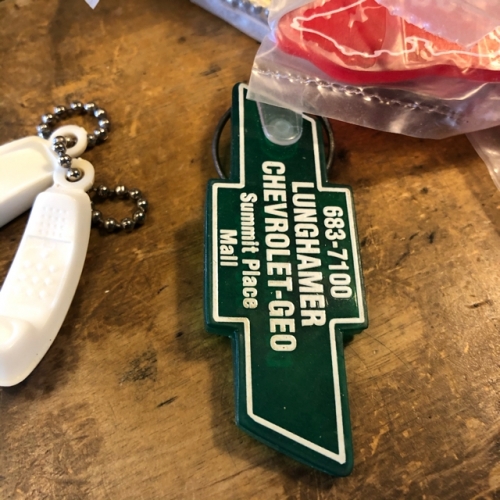 683-7100
LUNGHAMER
CHEVROLET-GEO
Summit Place
Mall